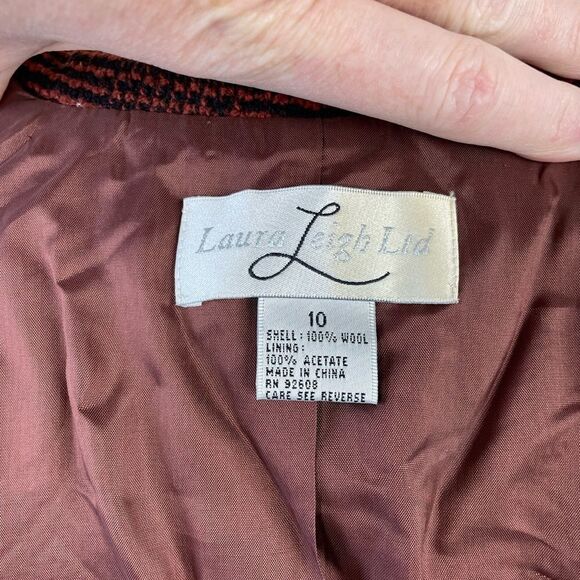 Laura Leigh Ltd
10
SHELL: 100% WOOL
LINING:
100% ACETATE
MADE IN CHINA
RN 92608
CARE SEE REVERSE